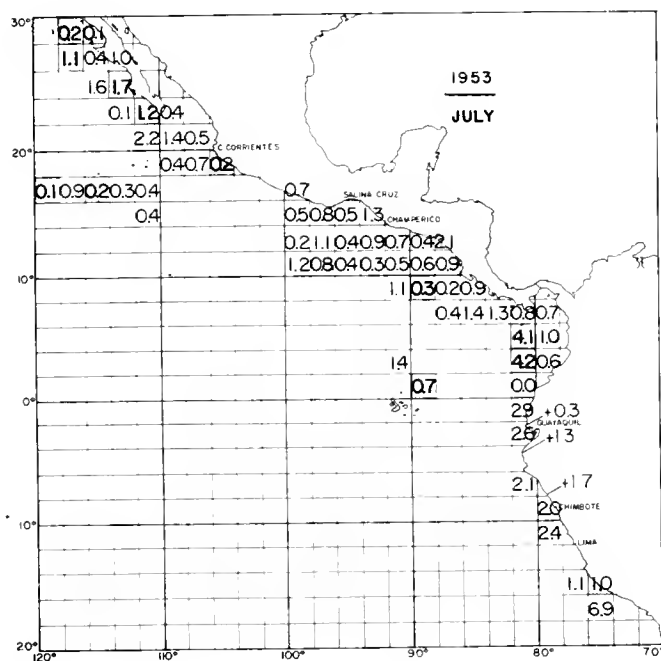 30°
0.2 0.1
1.1 0.4 1.0
1953
1.6 1.7
JULY
0.1 1.2 0.4
2.2 1.4 0.5
20°
C. CORRIENTES
0.4 0.7 0.2
0.1 0.9 0.2 0.3 0.4 0.7
SALINA CRUZ
0.4 0.5 0.8 0.5 1.3
CHAMPERICO
0.2 1.1 0.4 0.9 0.7 0.4 2.1
1.2 0.8 0.4 0.3 0.5 0.6 0.9
10°
1.1 0.3 0.2 0.9
0.4 1.4 1.3 0.8 0.7
4.1 1.0
1.4 4.2 0.6
0.7 0.0
0°
2.9 +0.3
GUAYAQUIL
2.6 +1.3
2.1 +1.7
2.0 CHIMBOTE
10°
2.4
LIMA
1.1 1.0
6.9
20°
120° 110° 100° 90° 80° 70°